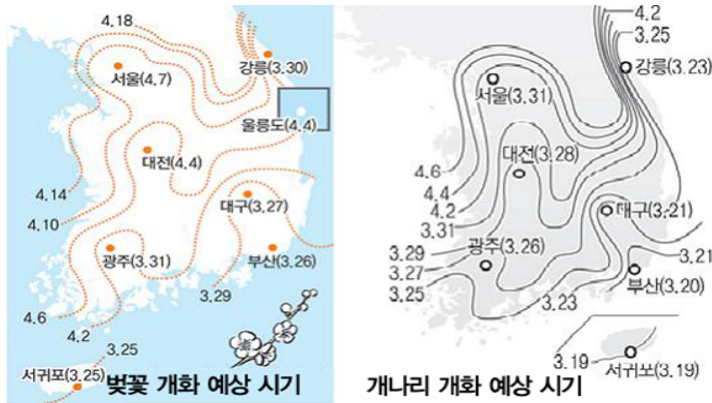 4.18
강릉(3.30)
서울(4.7)
울릉도(4.4)
대전(4.4)
4.14
대구(3.27)
4.10
광주(3.31)
부산(3.26)
3.29
4.6
4.2
3.25
서귀포(3.25)
벚꽃 개화 예상 시기
4.2
3.25
강릉(3.23)
서울(3.31)
대전(3.28)
4.6
4.4
4.2
3.31
대구(3.21)
광주(3.26)
3.29
3.27
3.25
3.21
부산(3.20)
3.23
3.19
서귀포(3.19)
개나리 개화 예상 시기